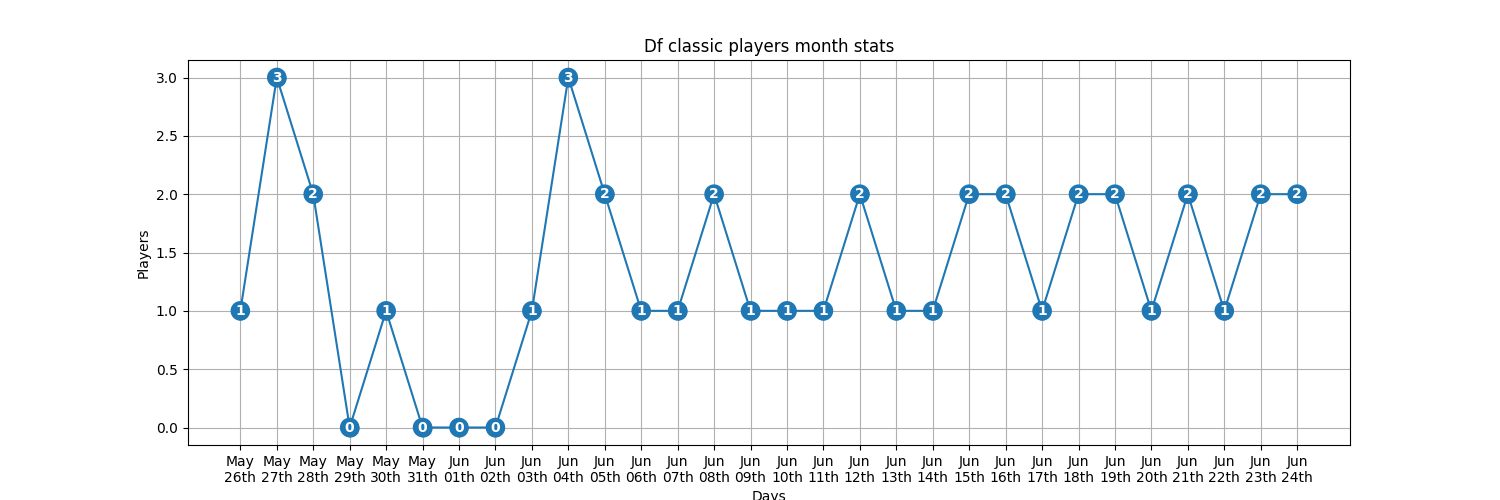 Df classic players month stats
3.0
2.5
2.0
1.5
1.0
0.5
0.0
Players
1 3 2 0 1 0 0 0 1 3 2 1 1 2 1 1 1 2 1 1 2 2 1 2 2 1 2 1 2 2
May May May May May May Jun Jun Jun Jun Jun Jun Jun Jun Jun Jun Jun Jun Jun Jun Jun Jun Jun Jun Jun Jun Jun Jun Jun Jun
26th 27th 28th 29th 30th 31th 01th 02th 03th 04th 05th 06th 07th 08th 09th 10th 11th 12th 13th 14th 15th 16th 17th 18th 19th 20th 21th 22th 23th 24th
Days